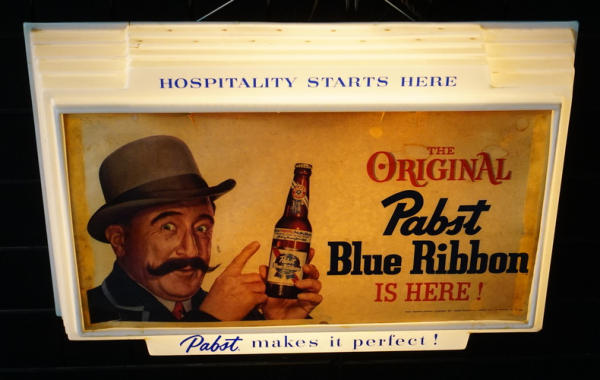 HOSPITALITY STARTS HERE
THE
ORIGINAL
Pabst
Blue Ribbon
IS HERE!
Pabst makes it perfect!